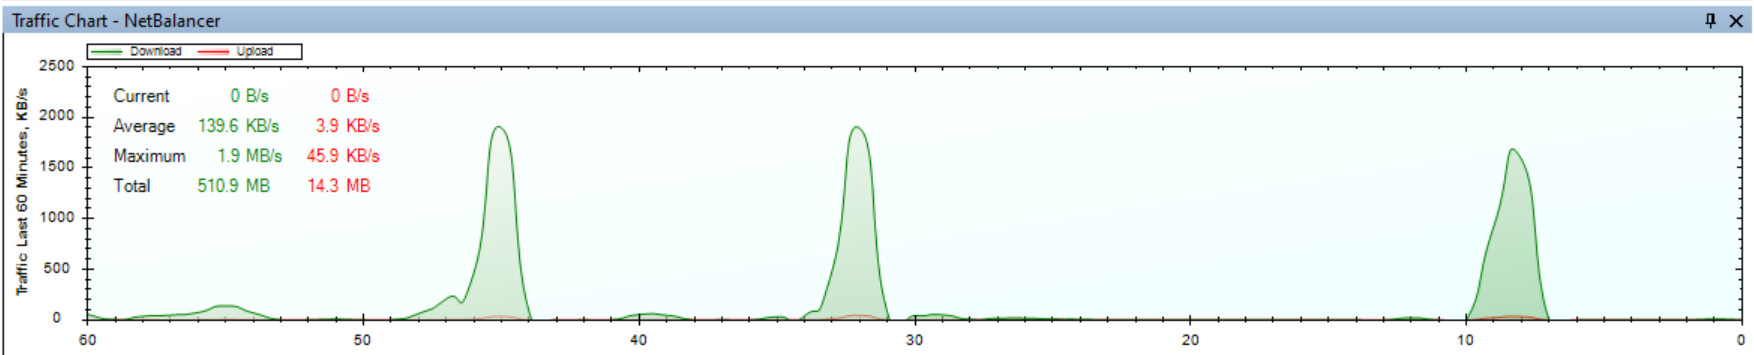 Traffic Chart - NetBalancer
Download Upload
2500
2000
1500
1000
500
0
Traffic Last 60 Minutes, KB/s
Current 0 B/s 0 B/s
Average 139.6 KB/s 3.9 KB/s
Maximum 1.9 MB/s 45.9 KB/s
Total 510.9 MB 14.3 MB
60 50 40 30 20 10 0